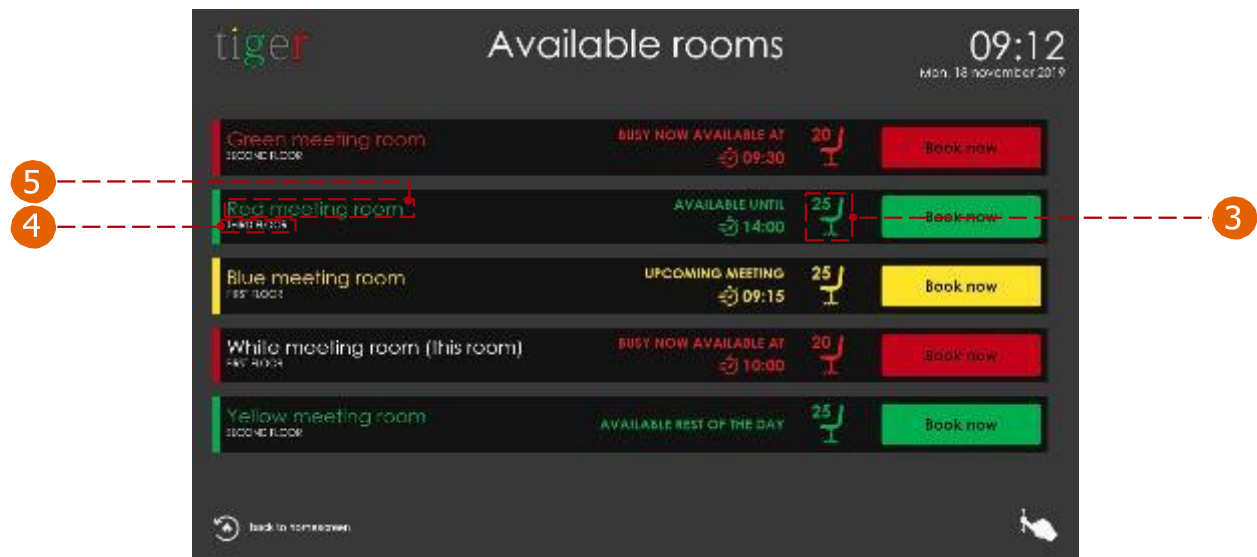 tiger
Available rooms
09:12
Mon, 18 november 2019
Green meeting room
SECOND FLOOR
BUSY NOW AVAILABLE AT
09:30
20
Book now
5
Red meeting room
4
THIRD FLOOR
AVAILABLE UNTIL
14:00
25
Book now
3
Blue meeting room
FIRST FLOOR
UPCOMING MEETING
09:15
25
Book now
White meeting room (this room)
FIRST FLOOR
BUSY NOW AVAILABLE AT
10:00
20
Book now
Yellow meeting room
SECOND FLOOR
AVAILABLE REST OF THE DAY
25
Book now
back to homescreen